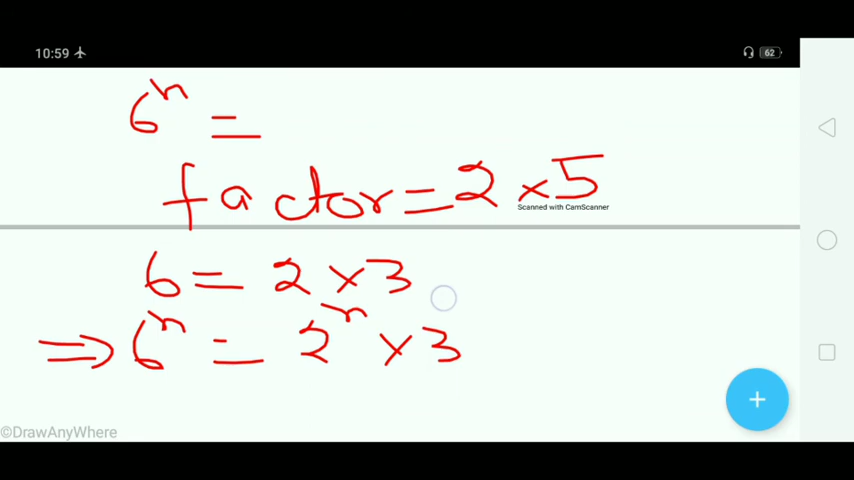 10:59
62
6ⁿ =
factor = 2 × 5
Scanned with CamScanner
6 = 2 × 3
⇒ 6ⁿ = 2ⁿ × 3
©DrawAnyWhere